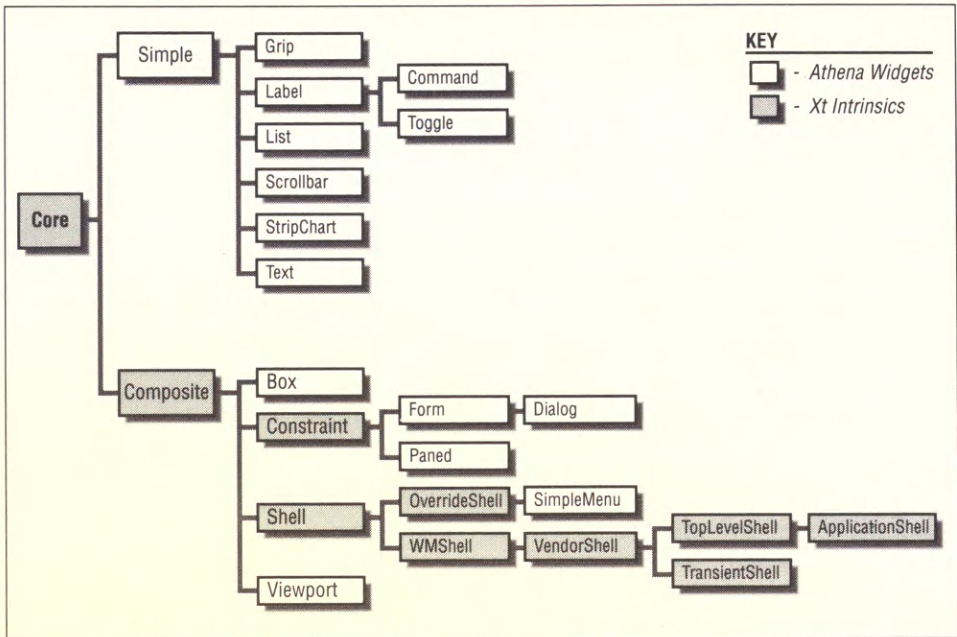 KEY
- Athena Widgets
- Xt Intrinsics
Core
Simple
Grip
Label
Command
Toggle
List
Scrollbar
StripChart
Text
Composite
Box
Constraint
Form
Dialog
Paned
Shell
OverrideShell
SimpleMenu
WMShell
VendorShell
TopLevelShell
ApplicationShell
TransientShell
Viewport